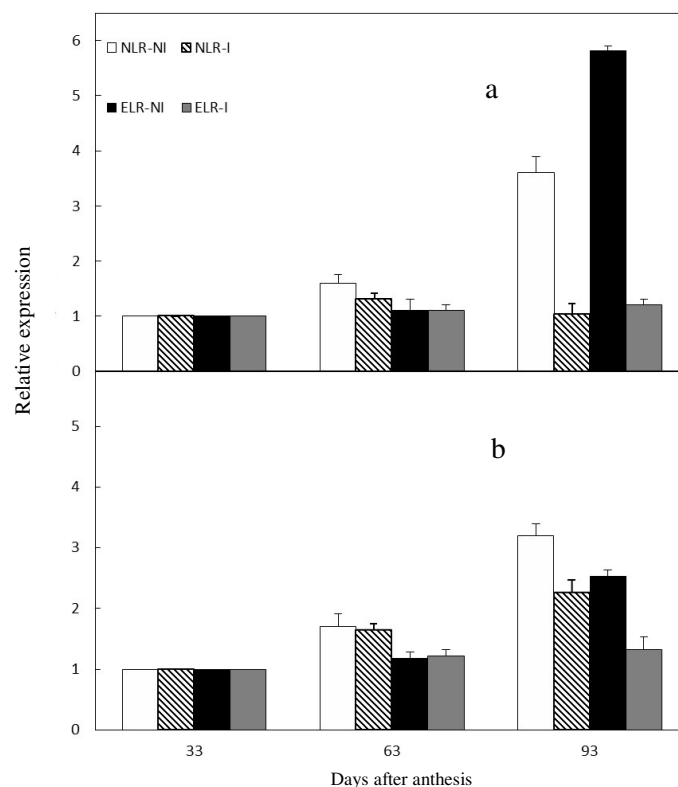 6
NLR-NI NLR-I
5
ELR-NI ELR-I
a
4
3
2
1
0
Relative expression
5
b
4
3
2
1
0
33 63 93
Days after anthesis